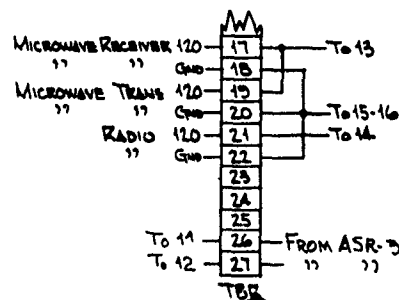 MICROWAVE RECEIVER 120 17 TO 13
" " GND 18
MICROWAVE TRANS 120 19
" " GND 20 TO 15-16
RADIO 120 21 TO 14
" GND 22
23
24
25
TO 11 26 FROM ASR-3
TO 12 27 " "
TBR